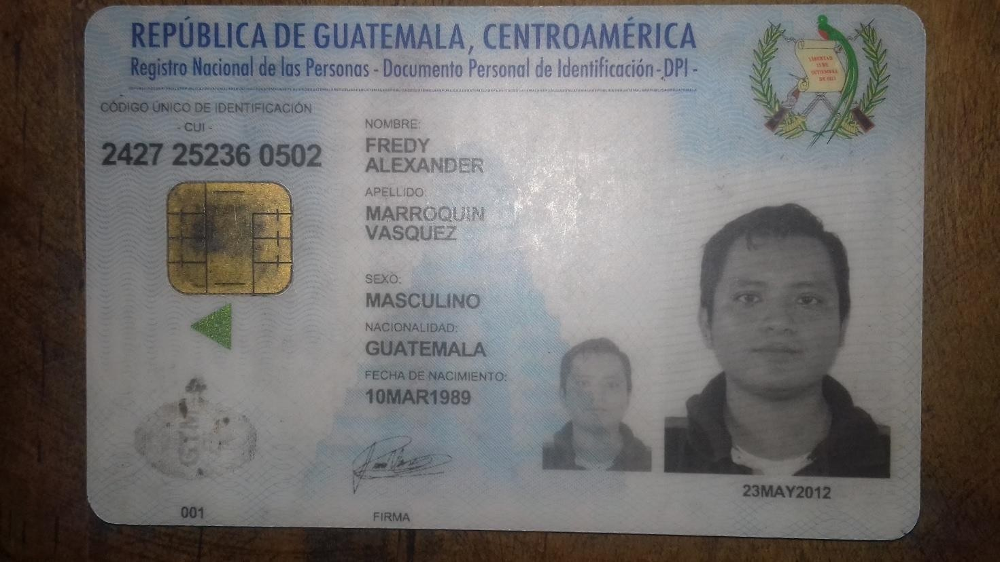 REPÚBLICA DE GUATEMALA, CENTROAMÉRICA
Registro Nacional de las Personas - Documento Personal de Identificación -DPI -
LIBERTAD
15 DE
SETIEMBRE
DE 1821
CÓDIGO ÚNICO DE IDENTIFICACIÓN
- CUI -
2427 25236 0502
NOMBRE:
FREDY
ALEXANDER
APELLIDO:
MARROQUIN
VASQUEZ
SEXO:
MASCULINO
NACIONALIDAD:
GUATEMALA
FECHA DE NACIMIENTO:
10MAR1989
GTM
23MAY2012
001
FIRMA